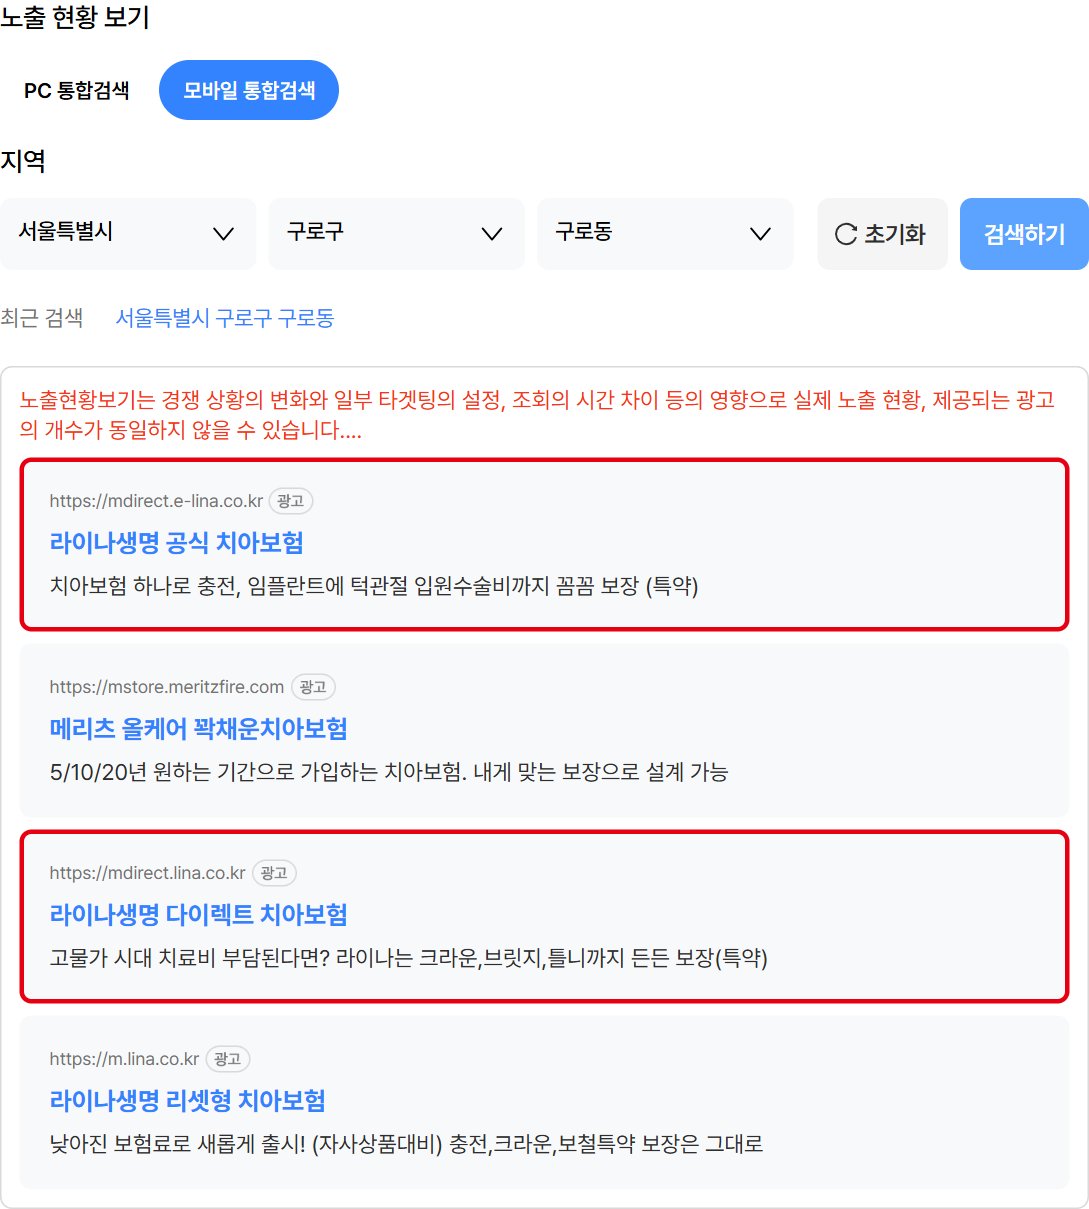 노출 현황 보기
PC 통합검색 모바일 통합검색
지역
서울특별시 구로구 구로동 초기화 검색하기
최근 검색 서울특별시 구로구 구로동
노출현황보기는 경쟁 상황의 변화와 일부 타겟팅의 설정, 조회의 시간 차이 등의 영향으로 실제 노출 현황, 제공되는 광고
의 개수가 동일하지 않을 수 있습니다....
https://mdirect.e-lina.co.kr 광고
라이나생명 공식 치아보험
치아보험 하나로 충전, 임플란트에 턱관절 입원수술비까지 꼼꼼 보장 (특약)
https://mstore.meritzfire.com 광고
메리츠 올케어 꽉채운치아보험
5/10/20년 원하는 기간으로 가입하는 치아보험. 내게 맞는 보장으로 설계 가능
https://mdirect.lina.co.kr 광고
라이나생명 다이렉트 치아보험
고물가 시대 치료비 부담된다면? 라이나는 크라운,브릿지,틀니까지 든든 보장(특약)
https://m.lina.co.kr 광고
라이나생명 리셋형 치아보험
낮아진 보험료로 새롭게 출시! (자사상품대비) 충전,크라운,보철특약 보장은 그대로